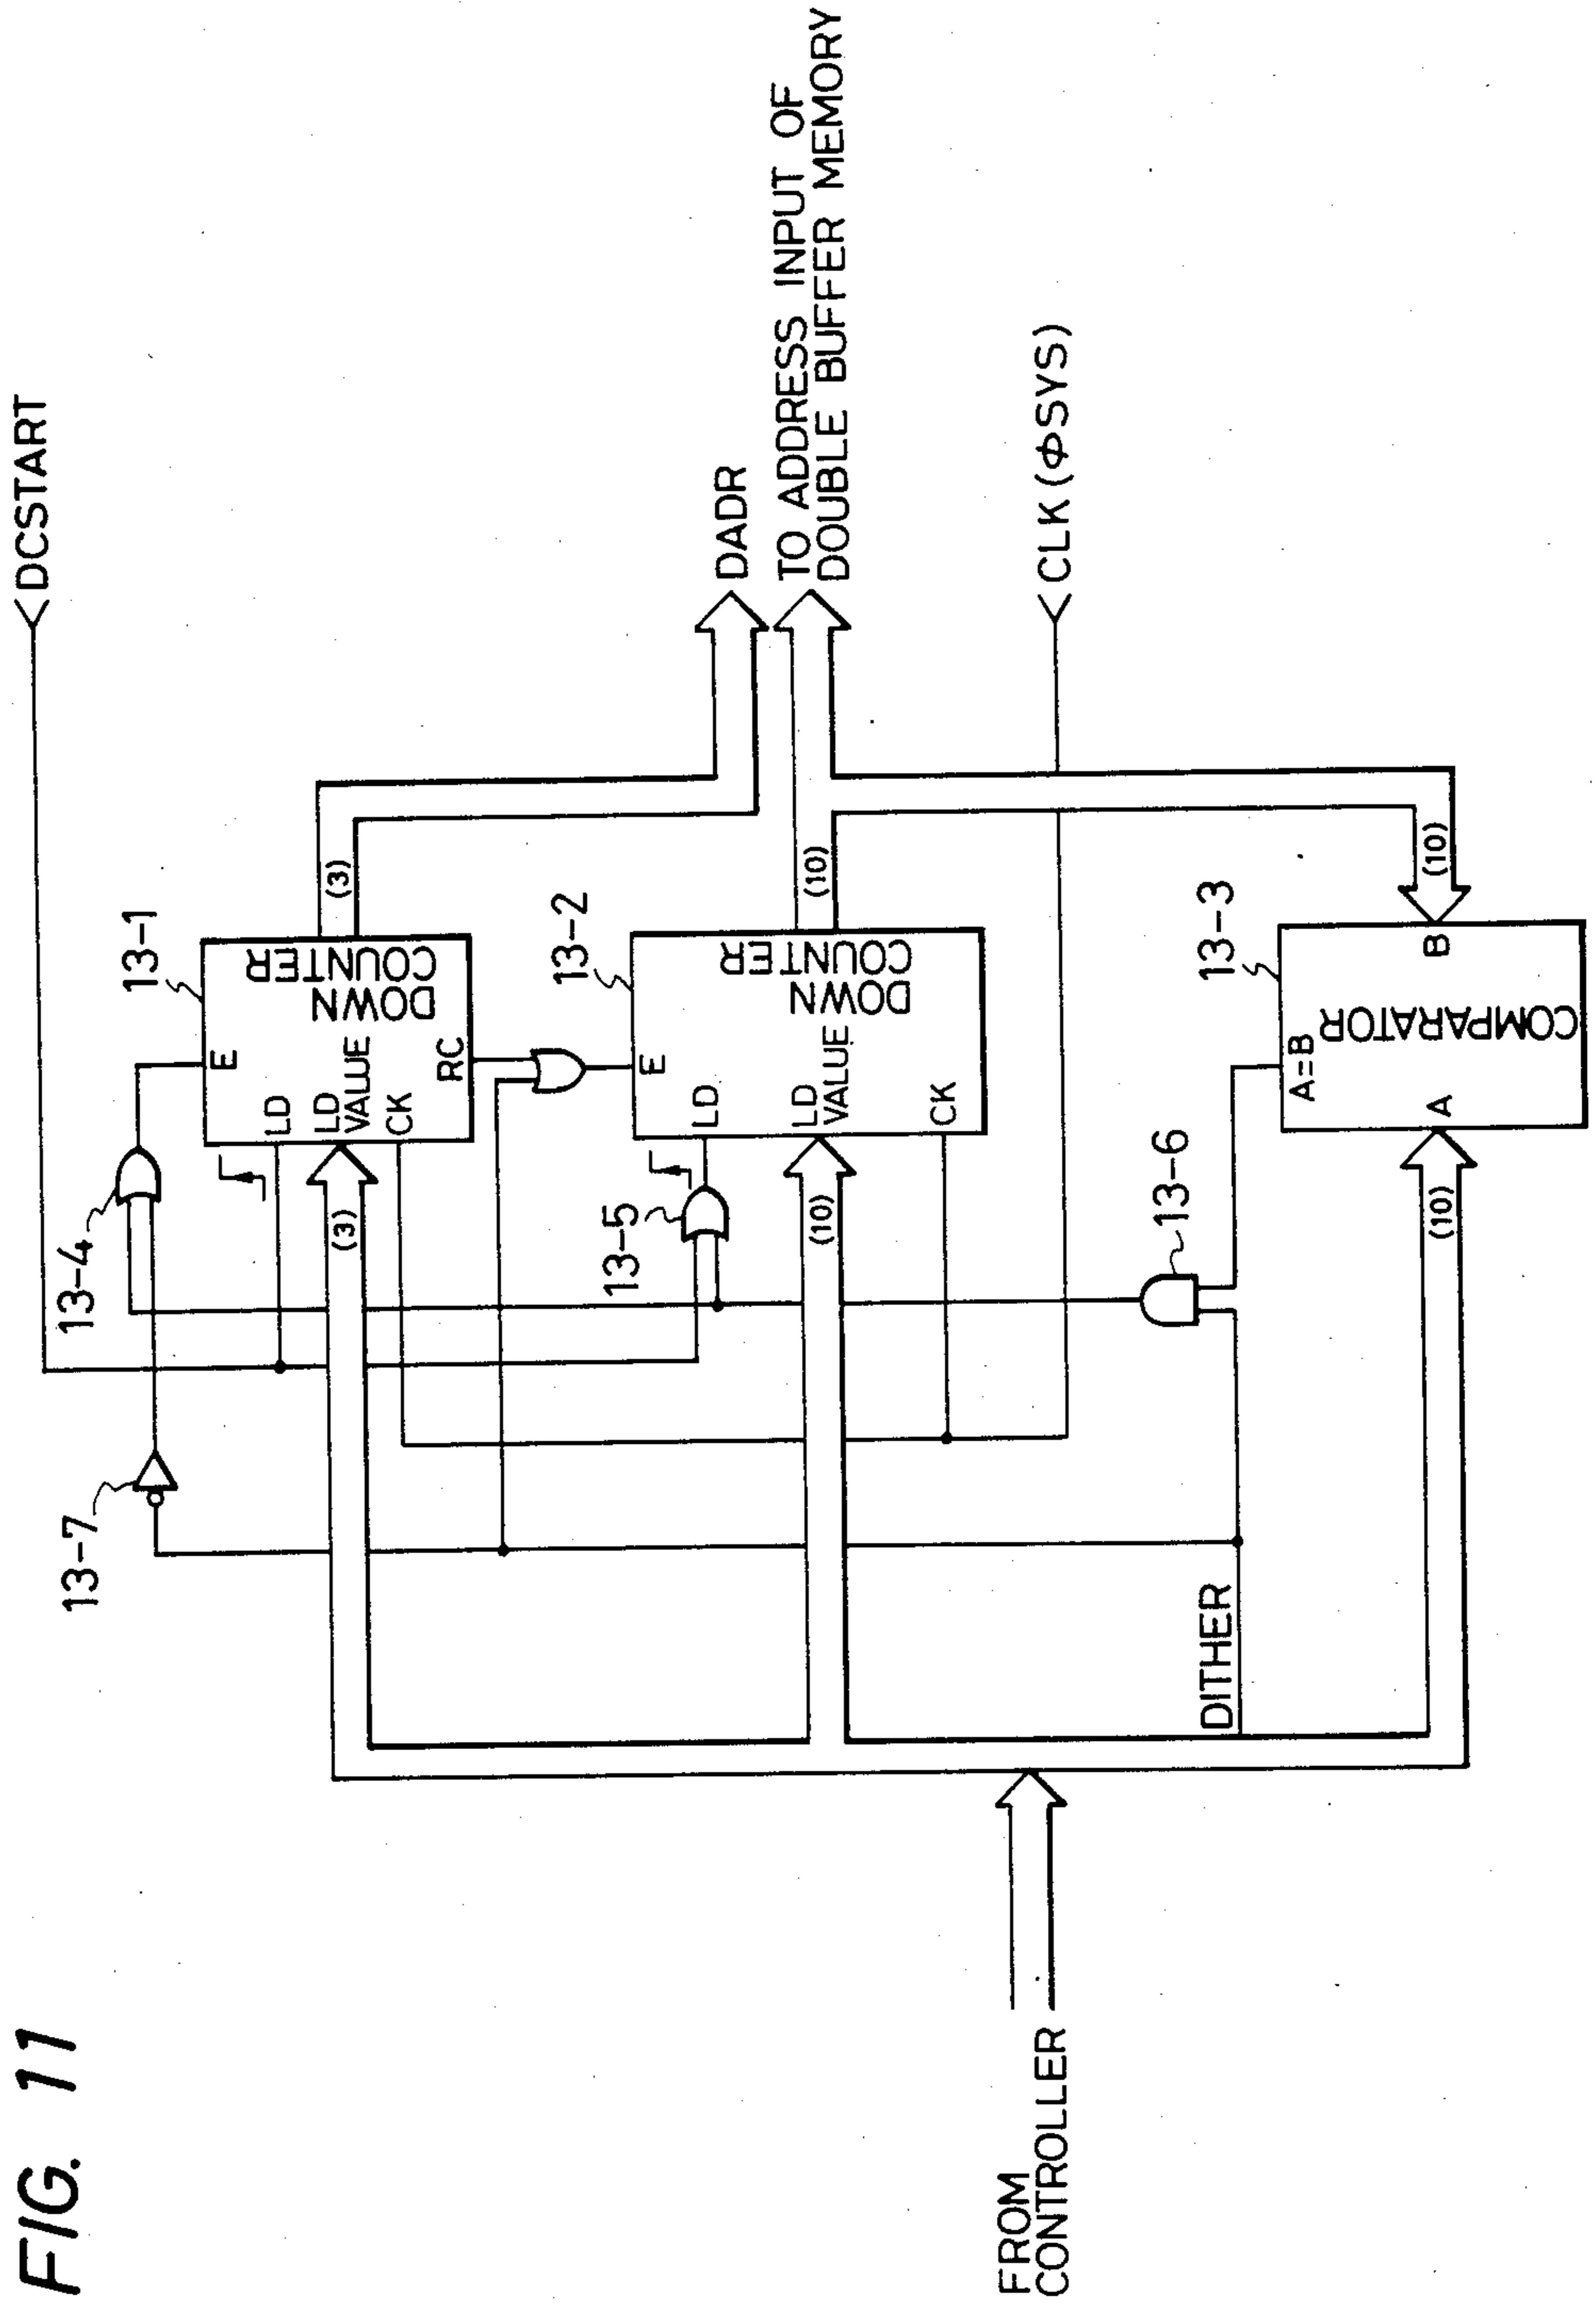 FIG. 11
DCSTART
13-7
13-4
13-1
E
LD
LD
VALUE
CK
RC
DOWN
COUNTER
(3)
(3)
DADR
13-5
13-2
E
LD
LD
VALUE
CK
DOWN
COUNTER
(10)
(10)
TO ADDRESS INPUT OF
DOUBLE BUFFER MEMORY
CLK (ΦSYS)
FROM
CONTROLLER
DITHER
13-6
13-3
A=B
A
B
COMPARATOR
(10)
(10)